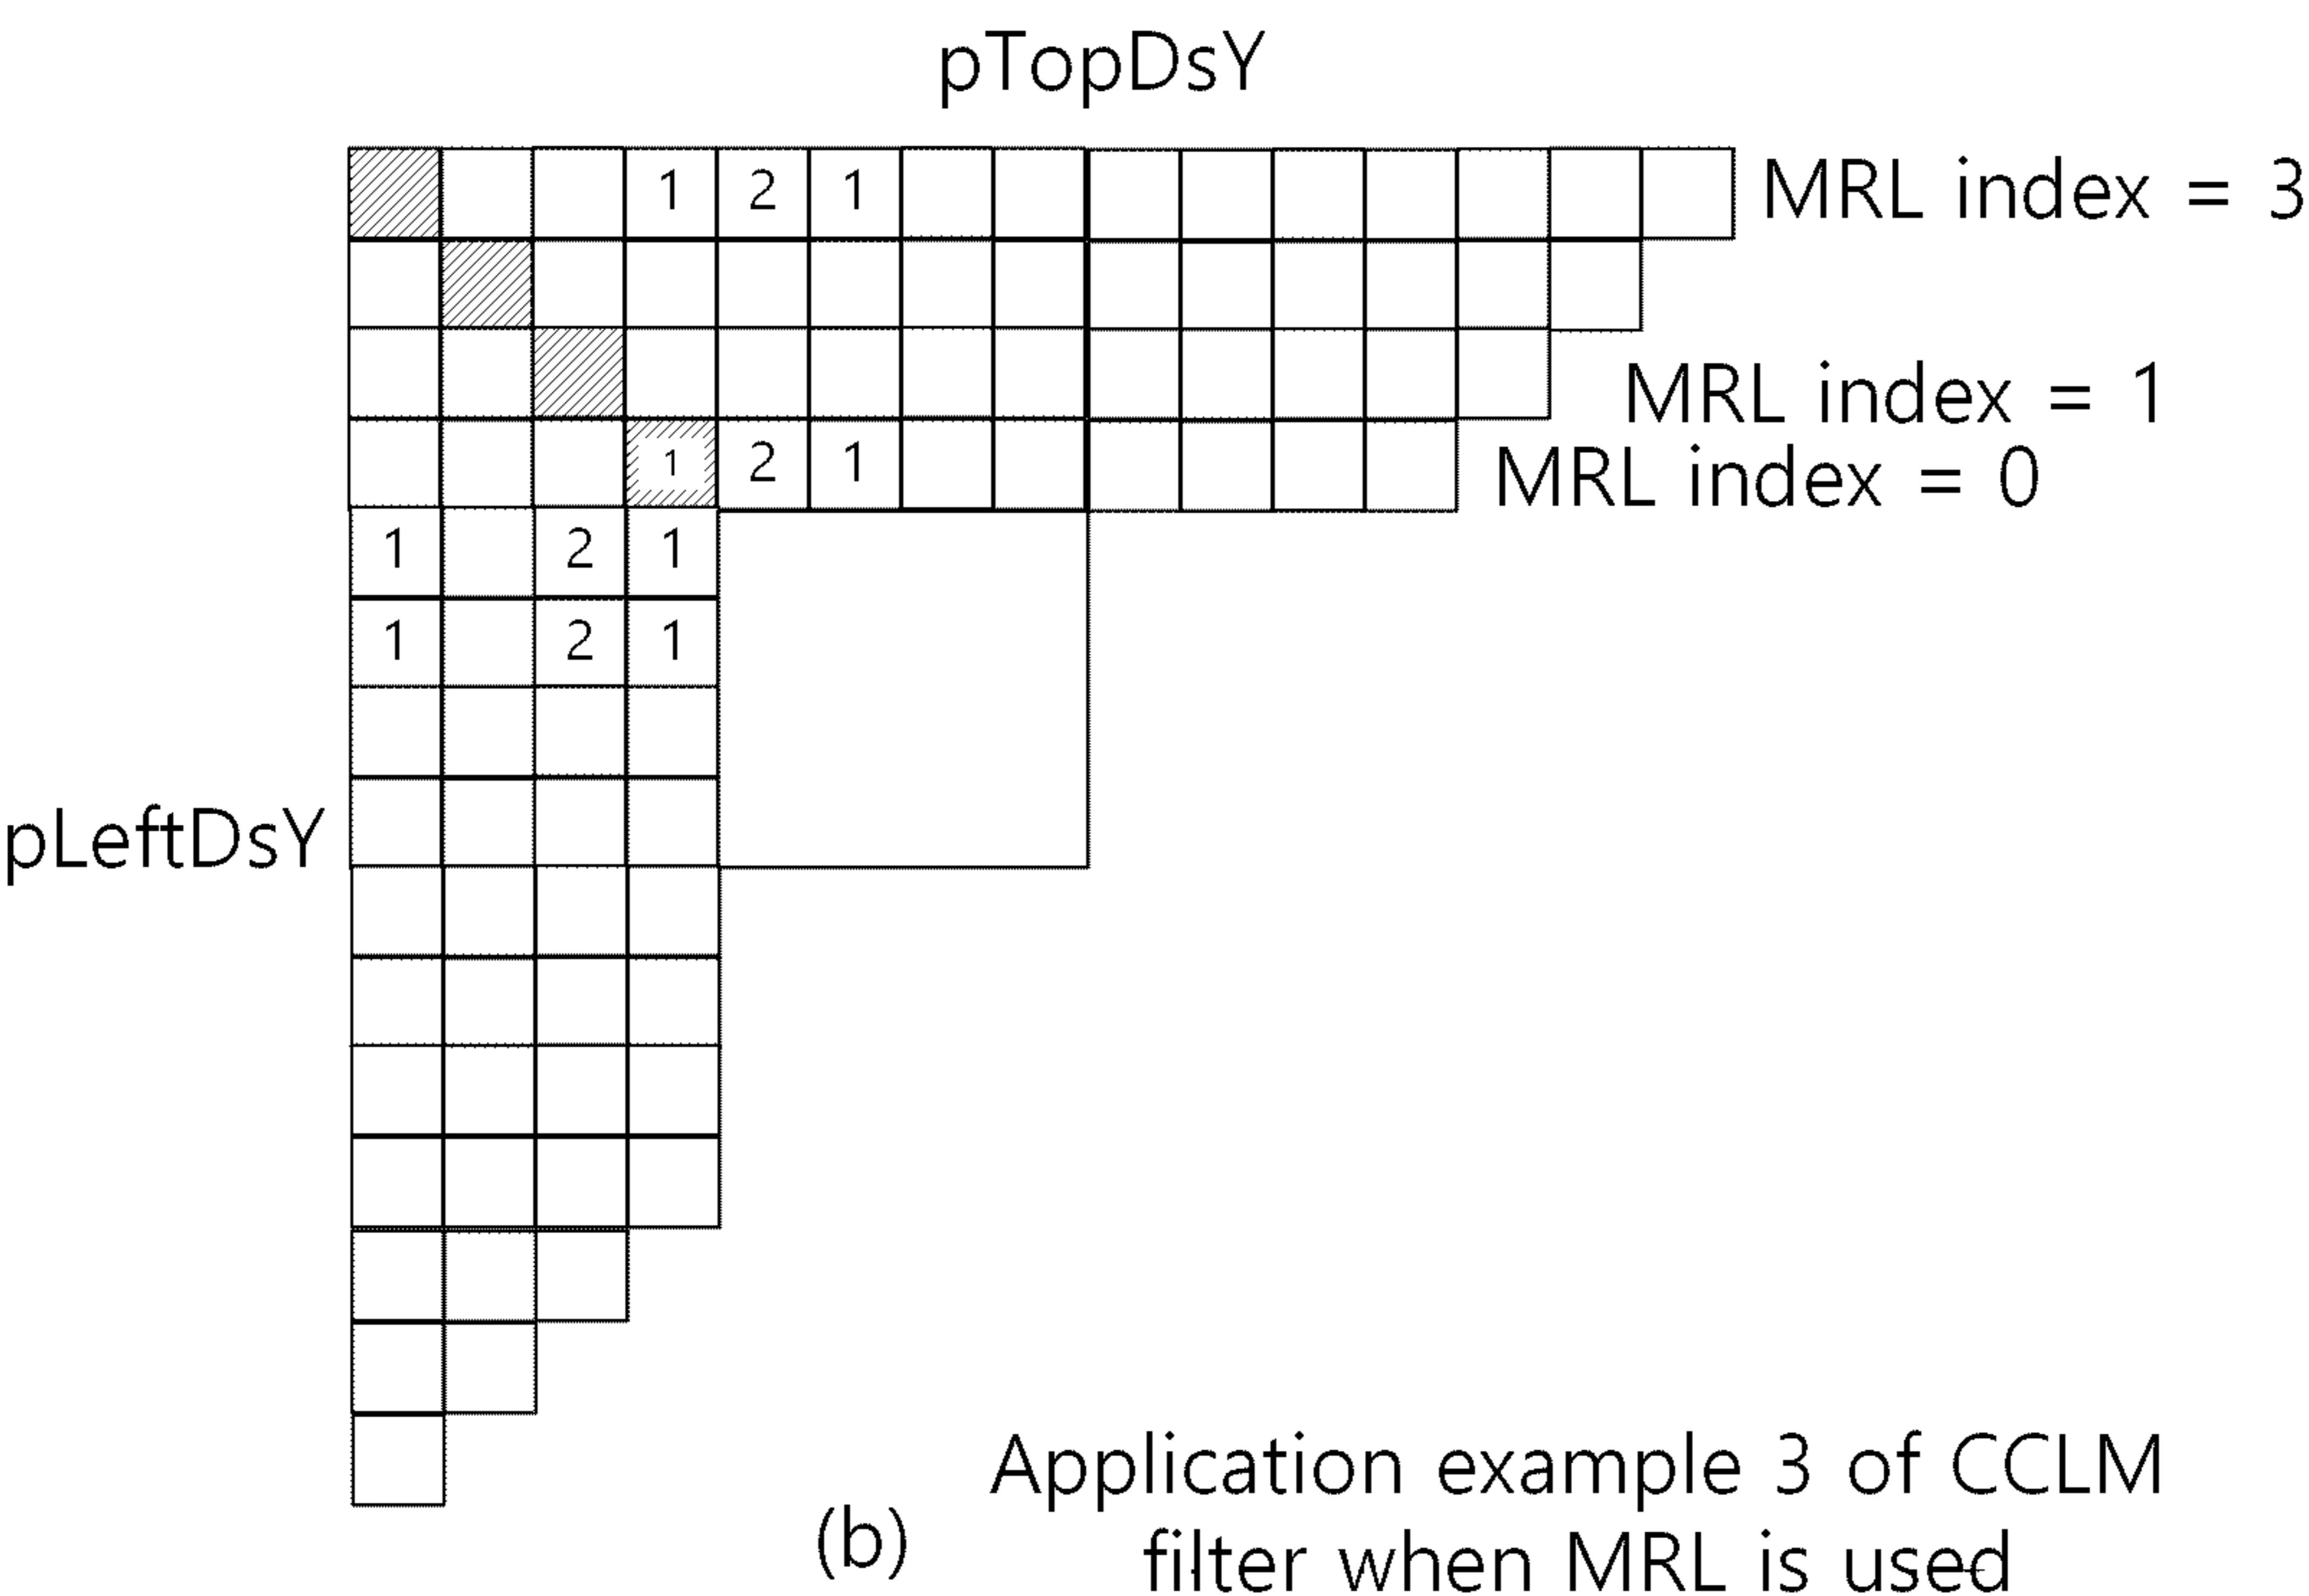 pTopDsY
1 2 1 MRL index = 3
MRL index = 1
1 2 1 MRL index = 0
1 2 1
1 2 1
pLeftDsY
Application example 3 of CCLM
(b) filter when MRL is used